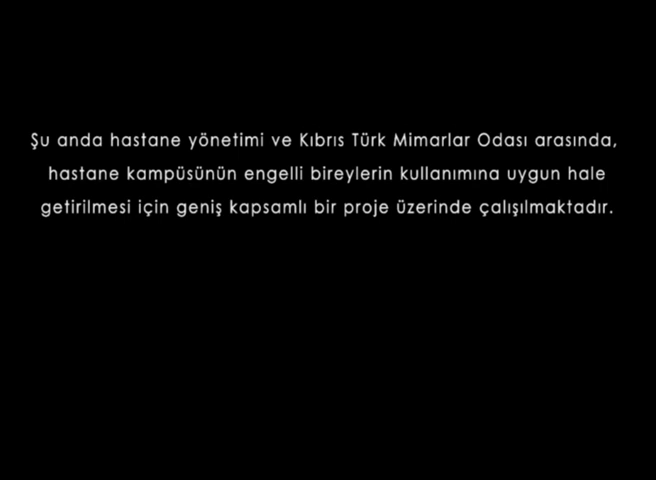 Şu anda hastane yönetimi ve Kıbrıs Türk Mimarlar Odası arasında,
hastane kampüsünün engelli bireylerin kullanımına uygun hale
getirilmesi için geniş kapsamlı bir proje üzerinde çalışılmaktadır.